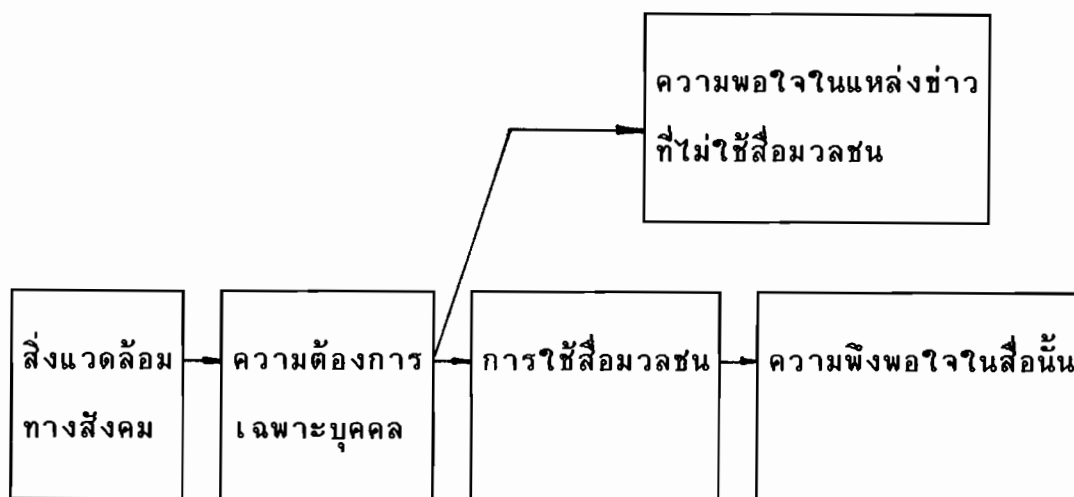 ความพอใจในแหล่งข่าว
ที่ไม่ใช้สื่อมวลชน
สิ่งแวดล้อม
ทางสังคม
ความต้องการ
เฉพาะบุคคล
การใช้สื่อมวลชน
ความพึงพอใจในสื่อนั้น